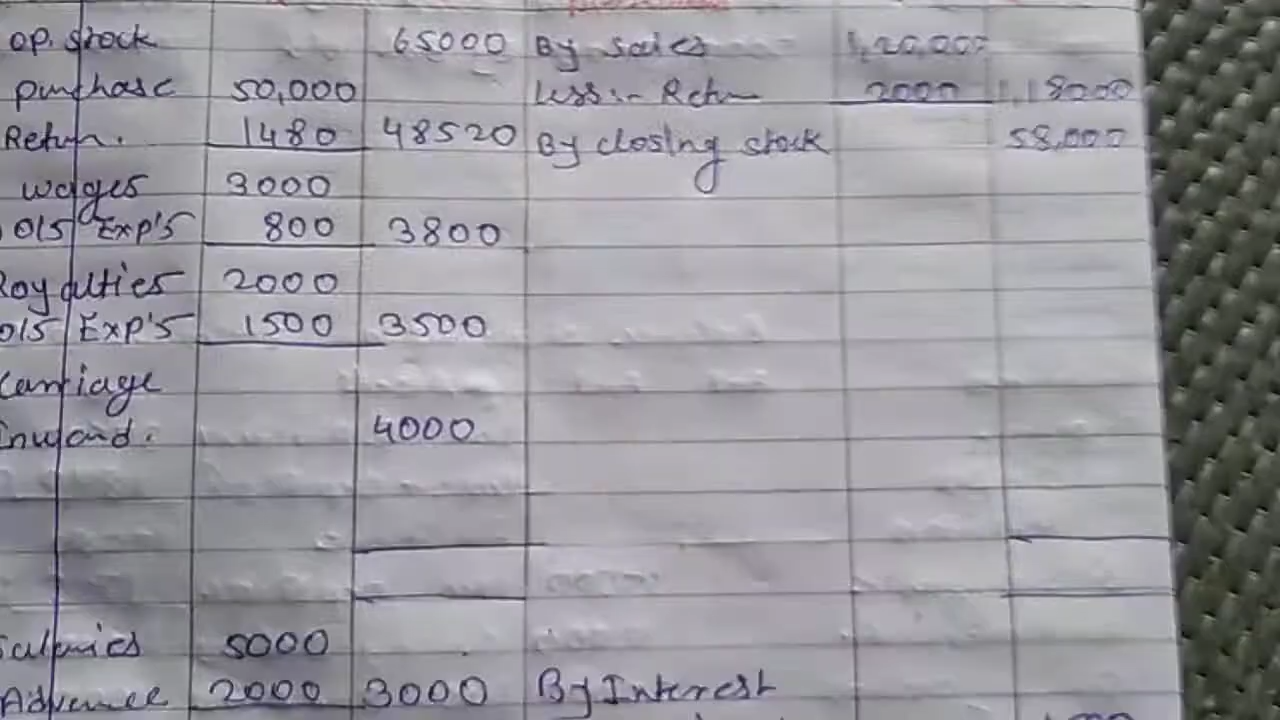 op. stock 65000 By sales 1,20,000
purchase 50,000 Less:- Return 2000 1,18000
Return. 1480 48520 By closing stock 58,000
wages 3000
O/S Exp's 800 3800
Royalties 2000
O/S Exp's 1500 3500
Carriage
Inward. 4000
Salaries 5000
Advance 2000 3000 By Interest